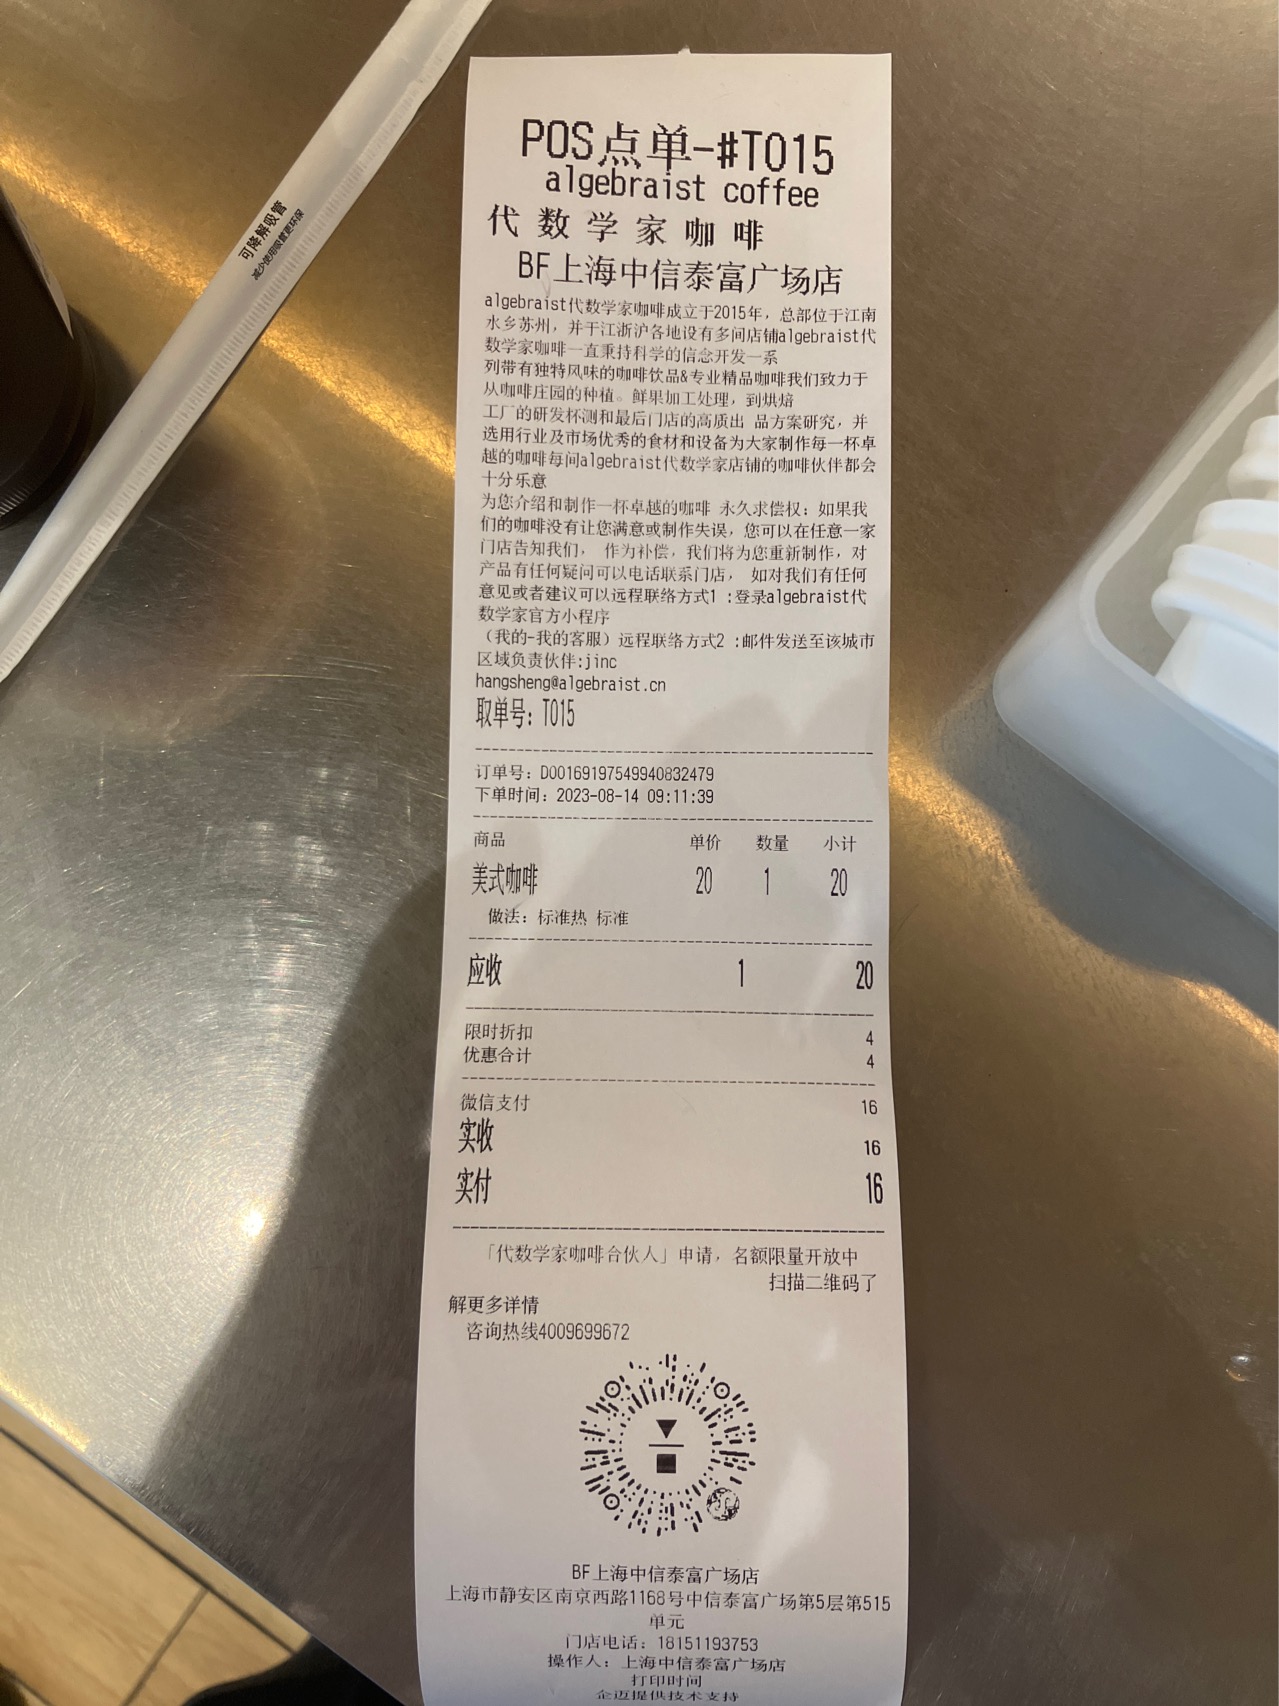 可降解吸管
减少使用吸管更环保
POS点单-#T015
algebraist coffee
代数学家咖啡
BF上海中信泰富广场店
algebraist代数学家咖啡成立于2015年，总部位于江南
水乡苏州，并于江浙沪各地设有多间店铺algebraist代
数学家咖啡一直秉持科学的信念开发一系
列带有独特风味的咖啡饮品&专业精品咖啡我们致力于
从咖啡庄园的种植。鲜果加工处理，到烘焙
工厂的研发杯测和最后门店的高质出 品方案研究，并
选用行业及市场优秀的食材和设备为大家制作每一杯卓
越的咖啡每间algebraist代数学家店铺的咖啡伙伴都会
十分乐意
为您介绍和制作一杯卓越的咖啡 永久求偿权：如果我
们的咖啡没有让您满意或制作失误，您可以在任意一家
门店告知我们， 作为补偿，我们将为您重新制作，对
产品有任何疑问可以电话联系门店， 如对我们有任何
意见或者建议可以远程联络方式1 :登录algebraist代
数学家官方小程序
（我的-我的客服）远程联络方式2 :邮件发送至该城市
区域负责伙伴:jinc
hangsheng@algebraist.cn
取单号：T015
订单号：D00169197549940832479
下单时间：2023-08-14 09:11:39
商品 单价 数量 小计
美式咖啡 20 1 20
做法：标准热 标准
应收 1 20
限时折扣 4
优惠合计 4
微信支付 16
实收 16
实付 16
「代数学家咖啡合伙人」申请，名额限量开放中
扫描二维码了
解更多详情
咨询热线4009699672
BF上海中信泰富广场店
上海市静安区南京西路1168号中信泰富广场第5层第515
单元
门店电话：18151193753
操作人：上海中信泰富广场店
打印时间
企迈提供技术支持